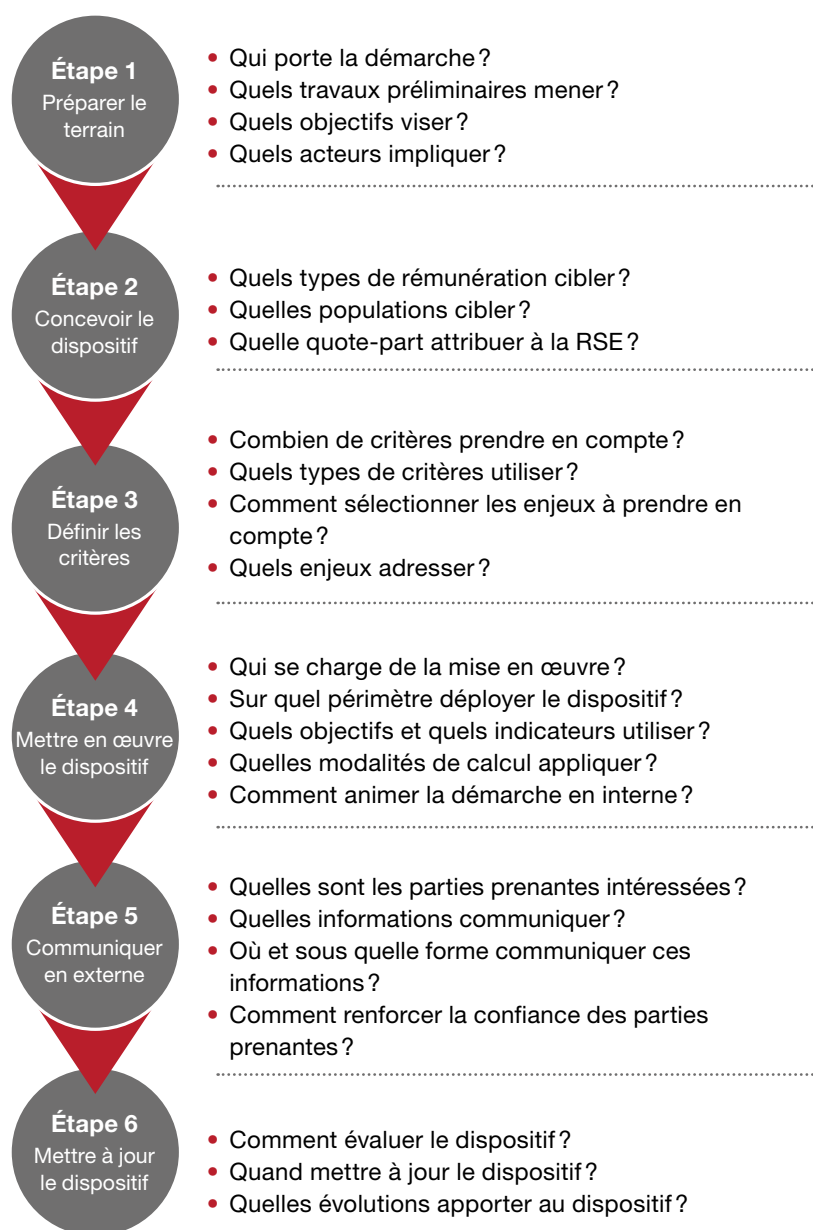 Étape 1
Préparer le
terrain
• Qui porte la démarche ?
• Quels travaux préliminaires mener ?
• Quels objectifs viser ?
• Quels acteurs impliquer ?
Étape 2
Concevoir le
dispositif
• Quels types de rémunération cibler ?
• Quelles populations cibler ?
• Quelle quote-part attribuer à la RSE ?
Étape 3
Définir les
critères
• Combien de critères prendre en compte ?
• Quels types de critères utiliser ?
• Comment sélectionner les enjeux à prendre en
compte ?
• Quels enjeux adresser ?
Étape 4
Mettre en œuvre
le dispositif
• Qui se charge de la mise en œuvre ?
• Sur quel périmètre déployer le dispositif ?
• Quels objectifs et quels indicateurs utiliser ?
• Quelles modalités de calcul appliquer ?
• Comment animer la démarche en interne ?
Étape 5
Communiquer
en externe
• Quelles sont les parties prenantes intéressées ?
• Quelles informations communiquer ?
• Où et sous quelle forme communiquer ces
informations ?
• Comment renforcer la confiance des parties
prenantes ?
Étape 6
Mettre à jour
le dispositif
• Comment évaluer le dispositif ?
• Quand mettre à jour le dispositif ?
• Quelles évolutions apporter au dispositif ?